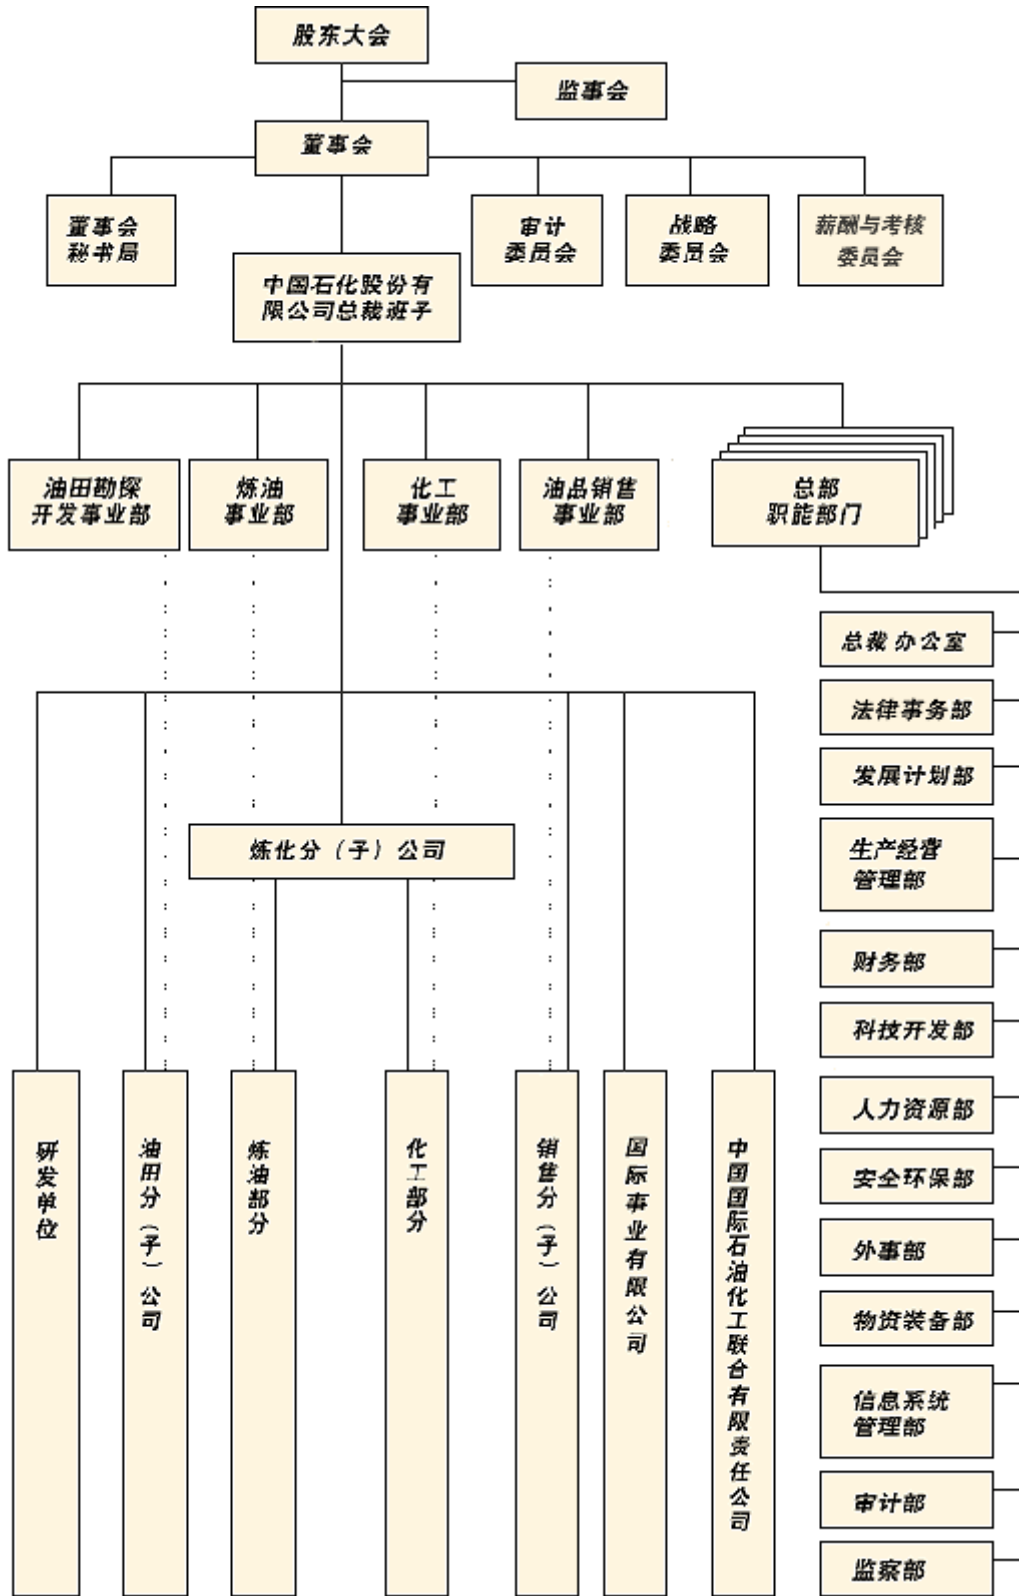 股东大会
监事会
董事会
董事会
秘书局
审计
委员会
战略
委员会
薪酬与考核
委员会
中国石化股份有
限公司总裁班子
油田勘探
开发事业部
炼油
事业部
化工
事业部
油品销售
事业部
总部
职能部门
总裁办公室
法律事务部
发展计划部
生产经营
管理部
财务部
科技开发部
人力资源部
安全环保部
外事部
物资装备部
信息系统
管理部
审计部
监察部
炼化分（子）公司
研发单位
油田分（子）公司
炼油部分
化工部分
销售分（子）公司
国际事业有限公司
中国国际石油化工联合有限责任公司